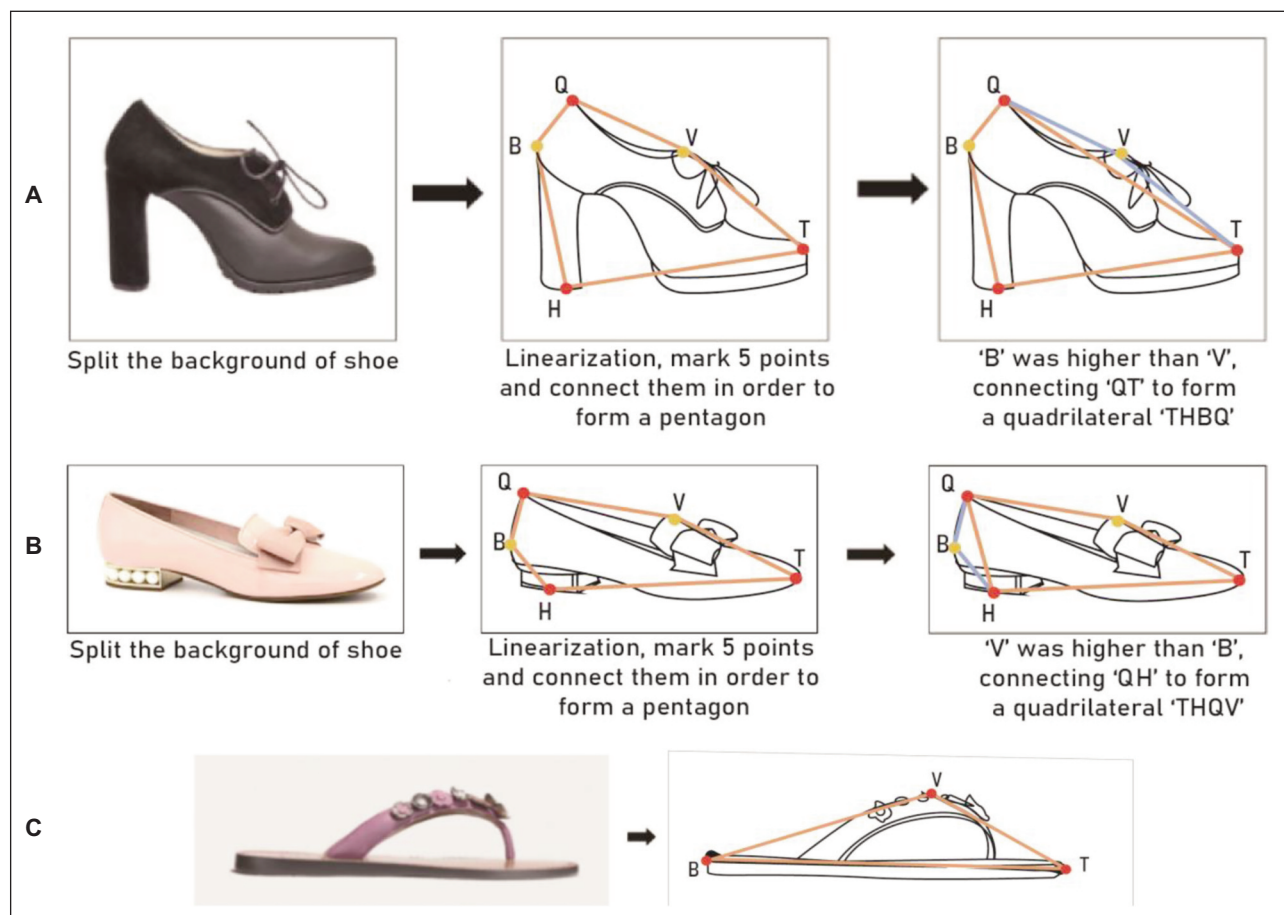 A
Q
V
B
T
H
Q
V
B
T
H
Split the background of shoe
Linearization, mark 5 points
and connect them in order to
form a pentagon
‘B’ was higher than ‘V’,
connecting ‘QT’ to form
a quadrilateral ‘THBQ’
B
Q
V
B
T
H
Q
V
B
T
H
Split the background of shoe
Linearization, mark 5 points
and connect them in order to
form a pentagon
‘V’ was higher than ‘B’,
connecting ‘QH’ to form
a quadrilateral ‘THQV’
C
V
B
T